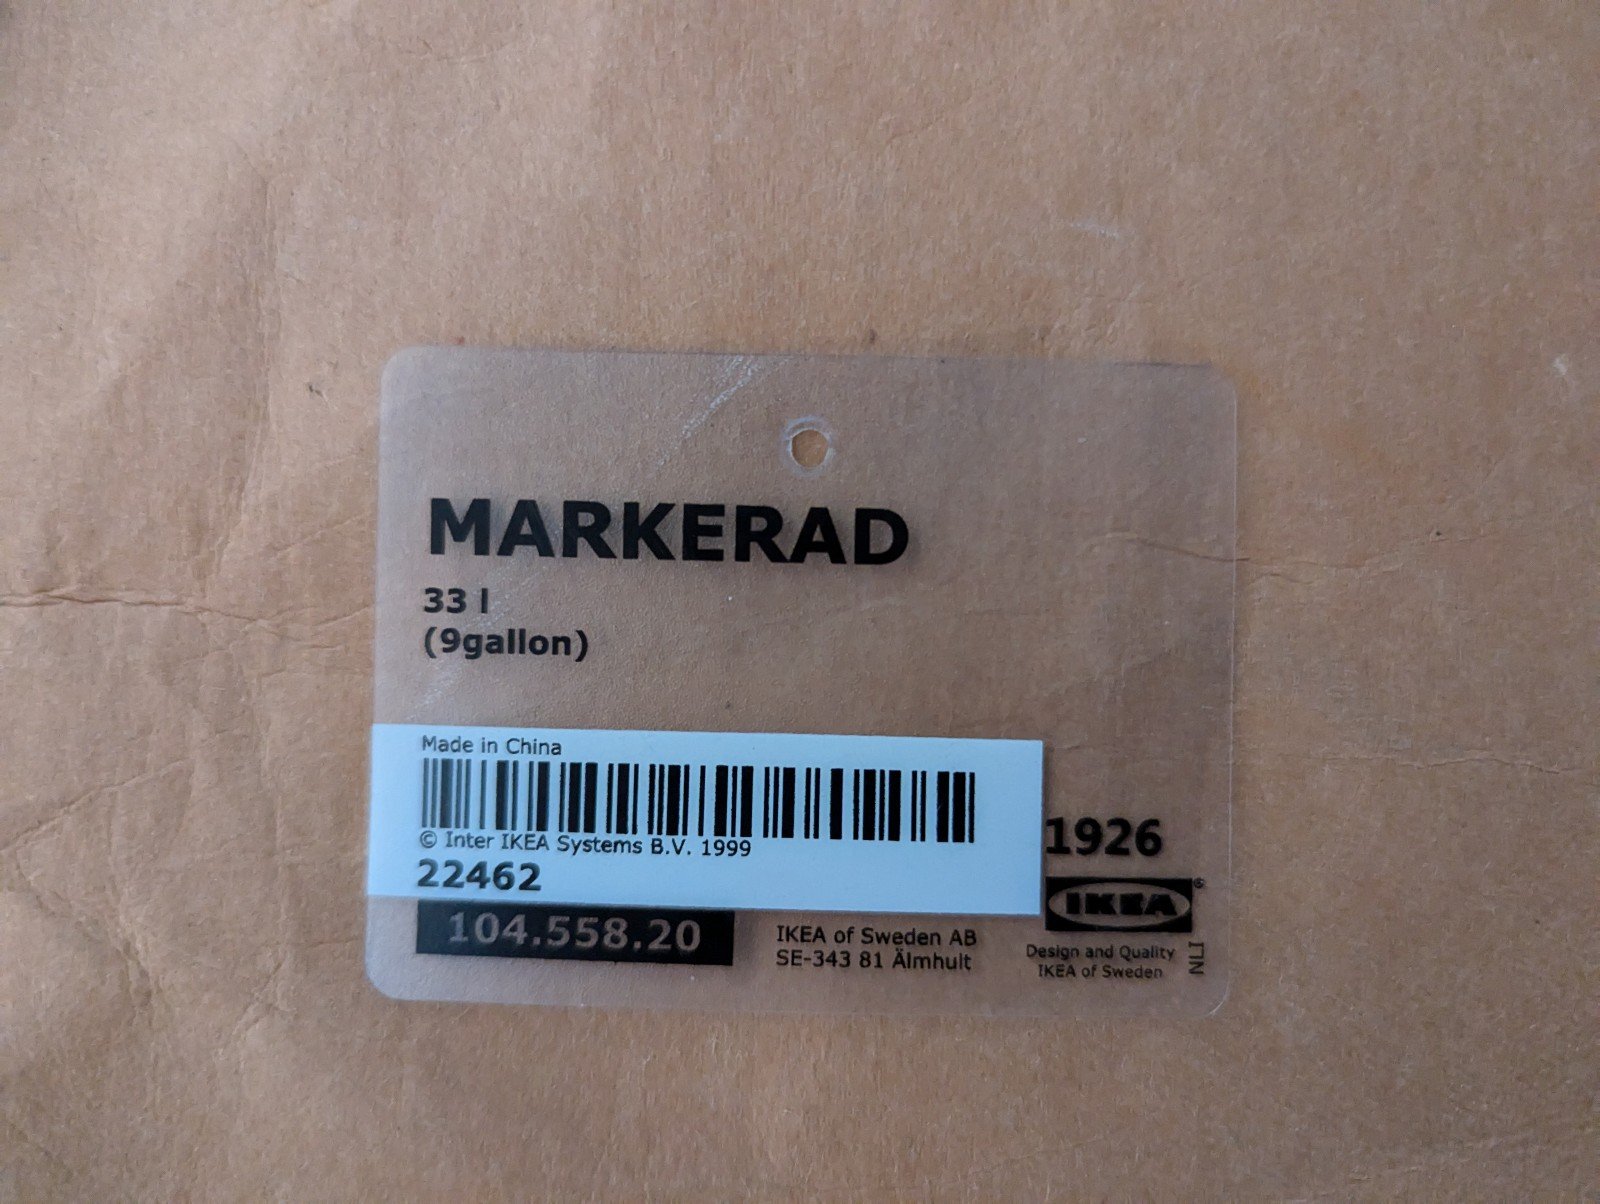 MARKERAD
33 l
(9gallon)
Made in China
© Inter IKEA Systems B.V. 1999
22462
1926
104.558.20
IKEA of Sweden AB
SE-343 81 Älmhult
IKEA®
Design and Quality
IKEA of Sweden